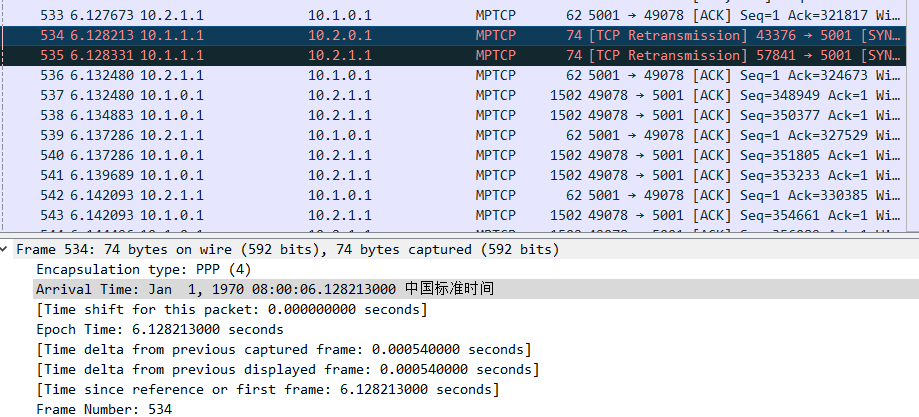 533 6.127673 10.2.1.1 10.1.0.1 MPTCP 62 5001 → 49078 [ACK] Seq=1 Ack=321817 Wi…
534 6.128213 10.1.1.1 10.2.0.1 MPTCP 74 [TCP Retransmission] 43376 → 5001 [SYN…
535 6.128331 10.1.1.1 10.2.1.1 MPTCP 74 [TCP Retransmission] 57841 → 5001 [SYN…
536 6.132480 10.2.1.1 10.1.0.1 MPTCP 62 5001 → 49078 [ACK] Seq=1 Ack=324673 Wi…
537 6.132480 10.1.0.1 10.2.1.1 MPTCP 1502 49078 → 5001 [ACK] Seq=348949 Ack=1 Wi…
538 6.134883 10.1.0.1 10.2.1.1 MPTCP 1502 49078 → 5001 [ACK] Seq=350377 Ack=1 Wi…
539 6.137286 10.2.1.1 10.1.0.1 MPTCP 62 5001 → 49078 [ACK] Seq=1 Ack=327529 Wi…
540 6.137286 10.1.0.1 10.2.1.1 MPTCP 1502 49078 → 5001 [ACK] Seq=351805 Ack=1 Wi…
541 6.139689 10.1.0.1 10.2.1.1 MPTCP 1502 49078 → 5001 [ACK] Seq=353233 Ack=1 Wi…
542 6.142093 10.2.1.1 10.1.0.1 MPTCP 62 5001 → 49078 [ACK] Seq=1 Ack=330385 Wi…
543 6.142093 10.1.0.1 10.2.1.1 MPTCP 1502 49078 → 5001 [ACK] Seq=354661 Ack=1 Wi…
Frame 534: 74 bytes on wire (592 bits), 74 bytes captured (592 bits)
Encapsulation type: PPP (4)
Arrival Time: Jan 1, 1970 08:00:06.128213000 中国标准时间
[Time shift for this packet: 0.000000000 seconds]
Epoch Time: 6.128213000 seconds
[Time delta from previous captured frame: 0.000540000 seconds]
[Time delta from previous displayed frame: 0.000540000 seconds]
[Time since reference or first frame: 6.128213000 seconds]
Frame Number: 534